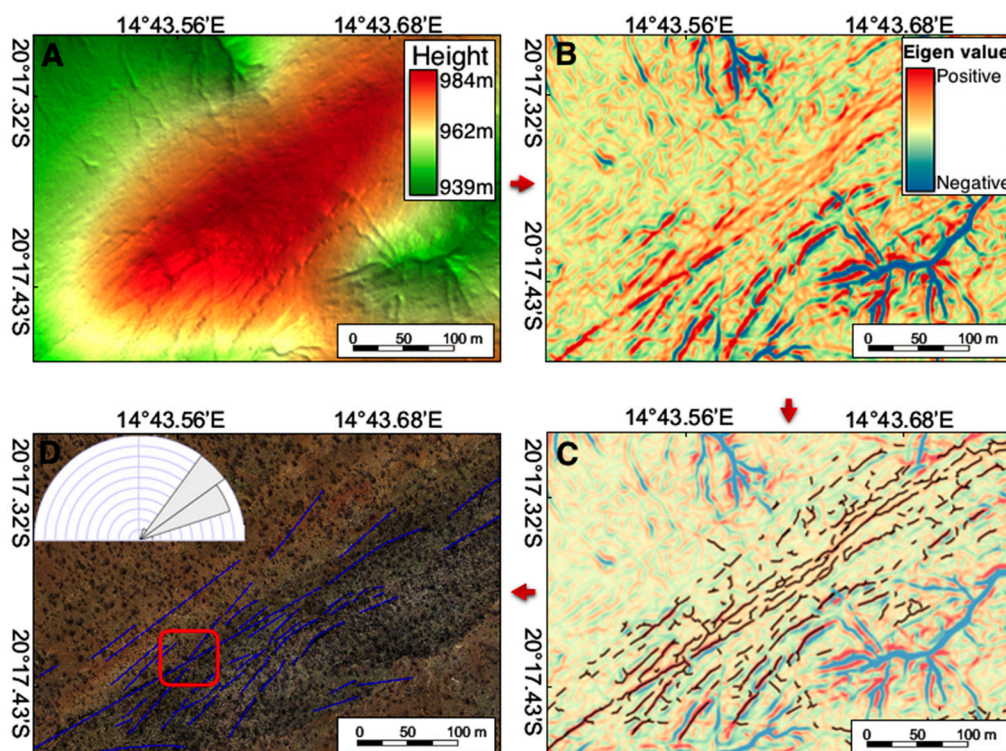 14°43.56'E 14°43.68'E
A
Height
984m
962m
939m
20°17.32'S
20°17.43'S
0 50 100 m
14°43.56'E 14°43.68'E
B
Eigen value
Positive
Negative
20°17.32'S
20°17.43'S
0 50 100 m
14°43.56'E 14°43.68'E
D
20°17.32'S
20°17.43'S
0 50 100 m
14°43.56'E 14°43.68'E
C
20°17.32'S
20°17.43'S
0 50 100 m